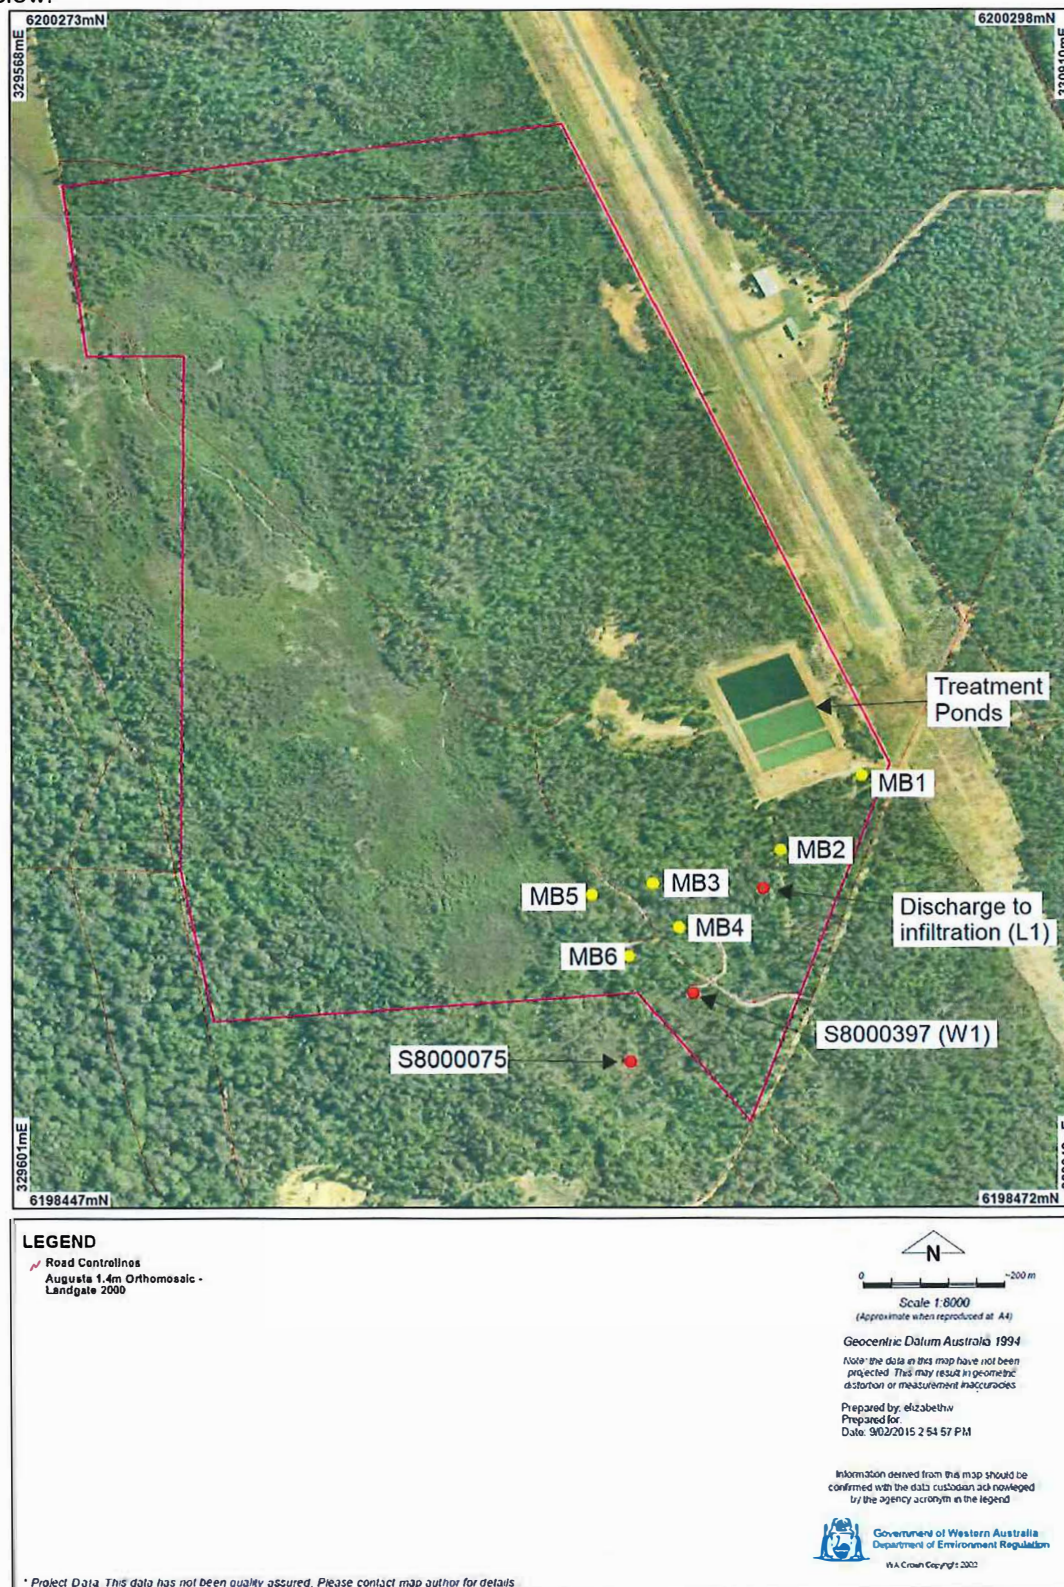 6200273mN
6200298mN
329568mE
Treatment
Ponds
MB1
MB2
MB3
MB5
MB4
Discharge to
infiltration (L1)
MB6
S8000397 (W1)
S8000075
329601mE
6198447mN
6198472mN
LEGEND
Road Centrelines
Augusta 1.4m Orthomosaic -
Landgate 2000
N
0
~200 m
Scale 1:8000
(Approximate when reproduced at A4)
Geocentric Datum Australia 1994
Note: the data in this map have not been
projected. This may result in geometric
distortion or measurement inaccuracies
Prepared by: elizabethw
Prepared for:
Date: 9/02/2015 2:54:57 PM
Information derived from this map should be
confirmed with the data custodian acknowleged
by the agency acronym in the legend
Government of Western Australia
Department of Environment Regulation
WA Crown Copyright 2002
* Project Data. This data has not been quality assured. Please contact map author for details